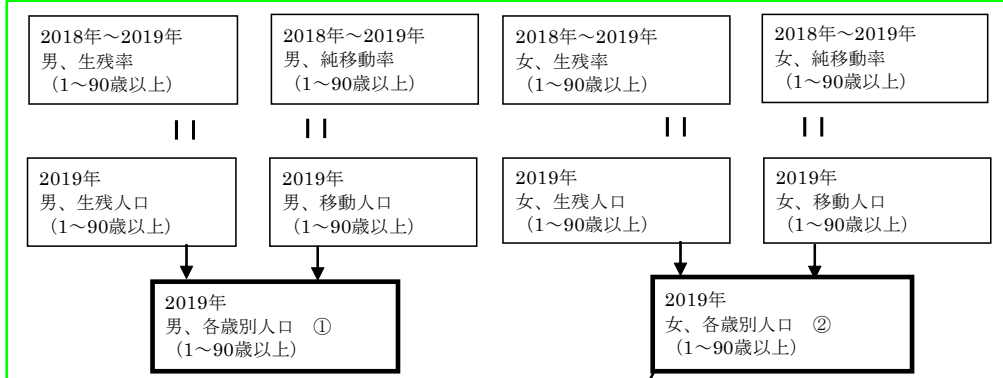 2018年～2019年
男、生残率
（1～90歳以上）
2018年～2019年
男、純移動率
（1～90歳以上）
2018年～2019年
女、生残率
（1～90歳以上）
2018年～2019年
女、純移動率
（1～90歳以上）
2019年
男、生残人口
（1～90歳以上）
2019年
男、移動人口
（1～90歳以上）
2019年
女、生残人口
（1～90歳以上）
2019年
女、移動人口
（1～90歳以上）
2019年
男、各歳別人口　①
（1～90歳以上）
2019年
女、各歳別人口　②
（1～90歳以上）